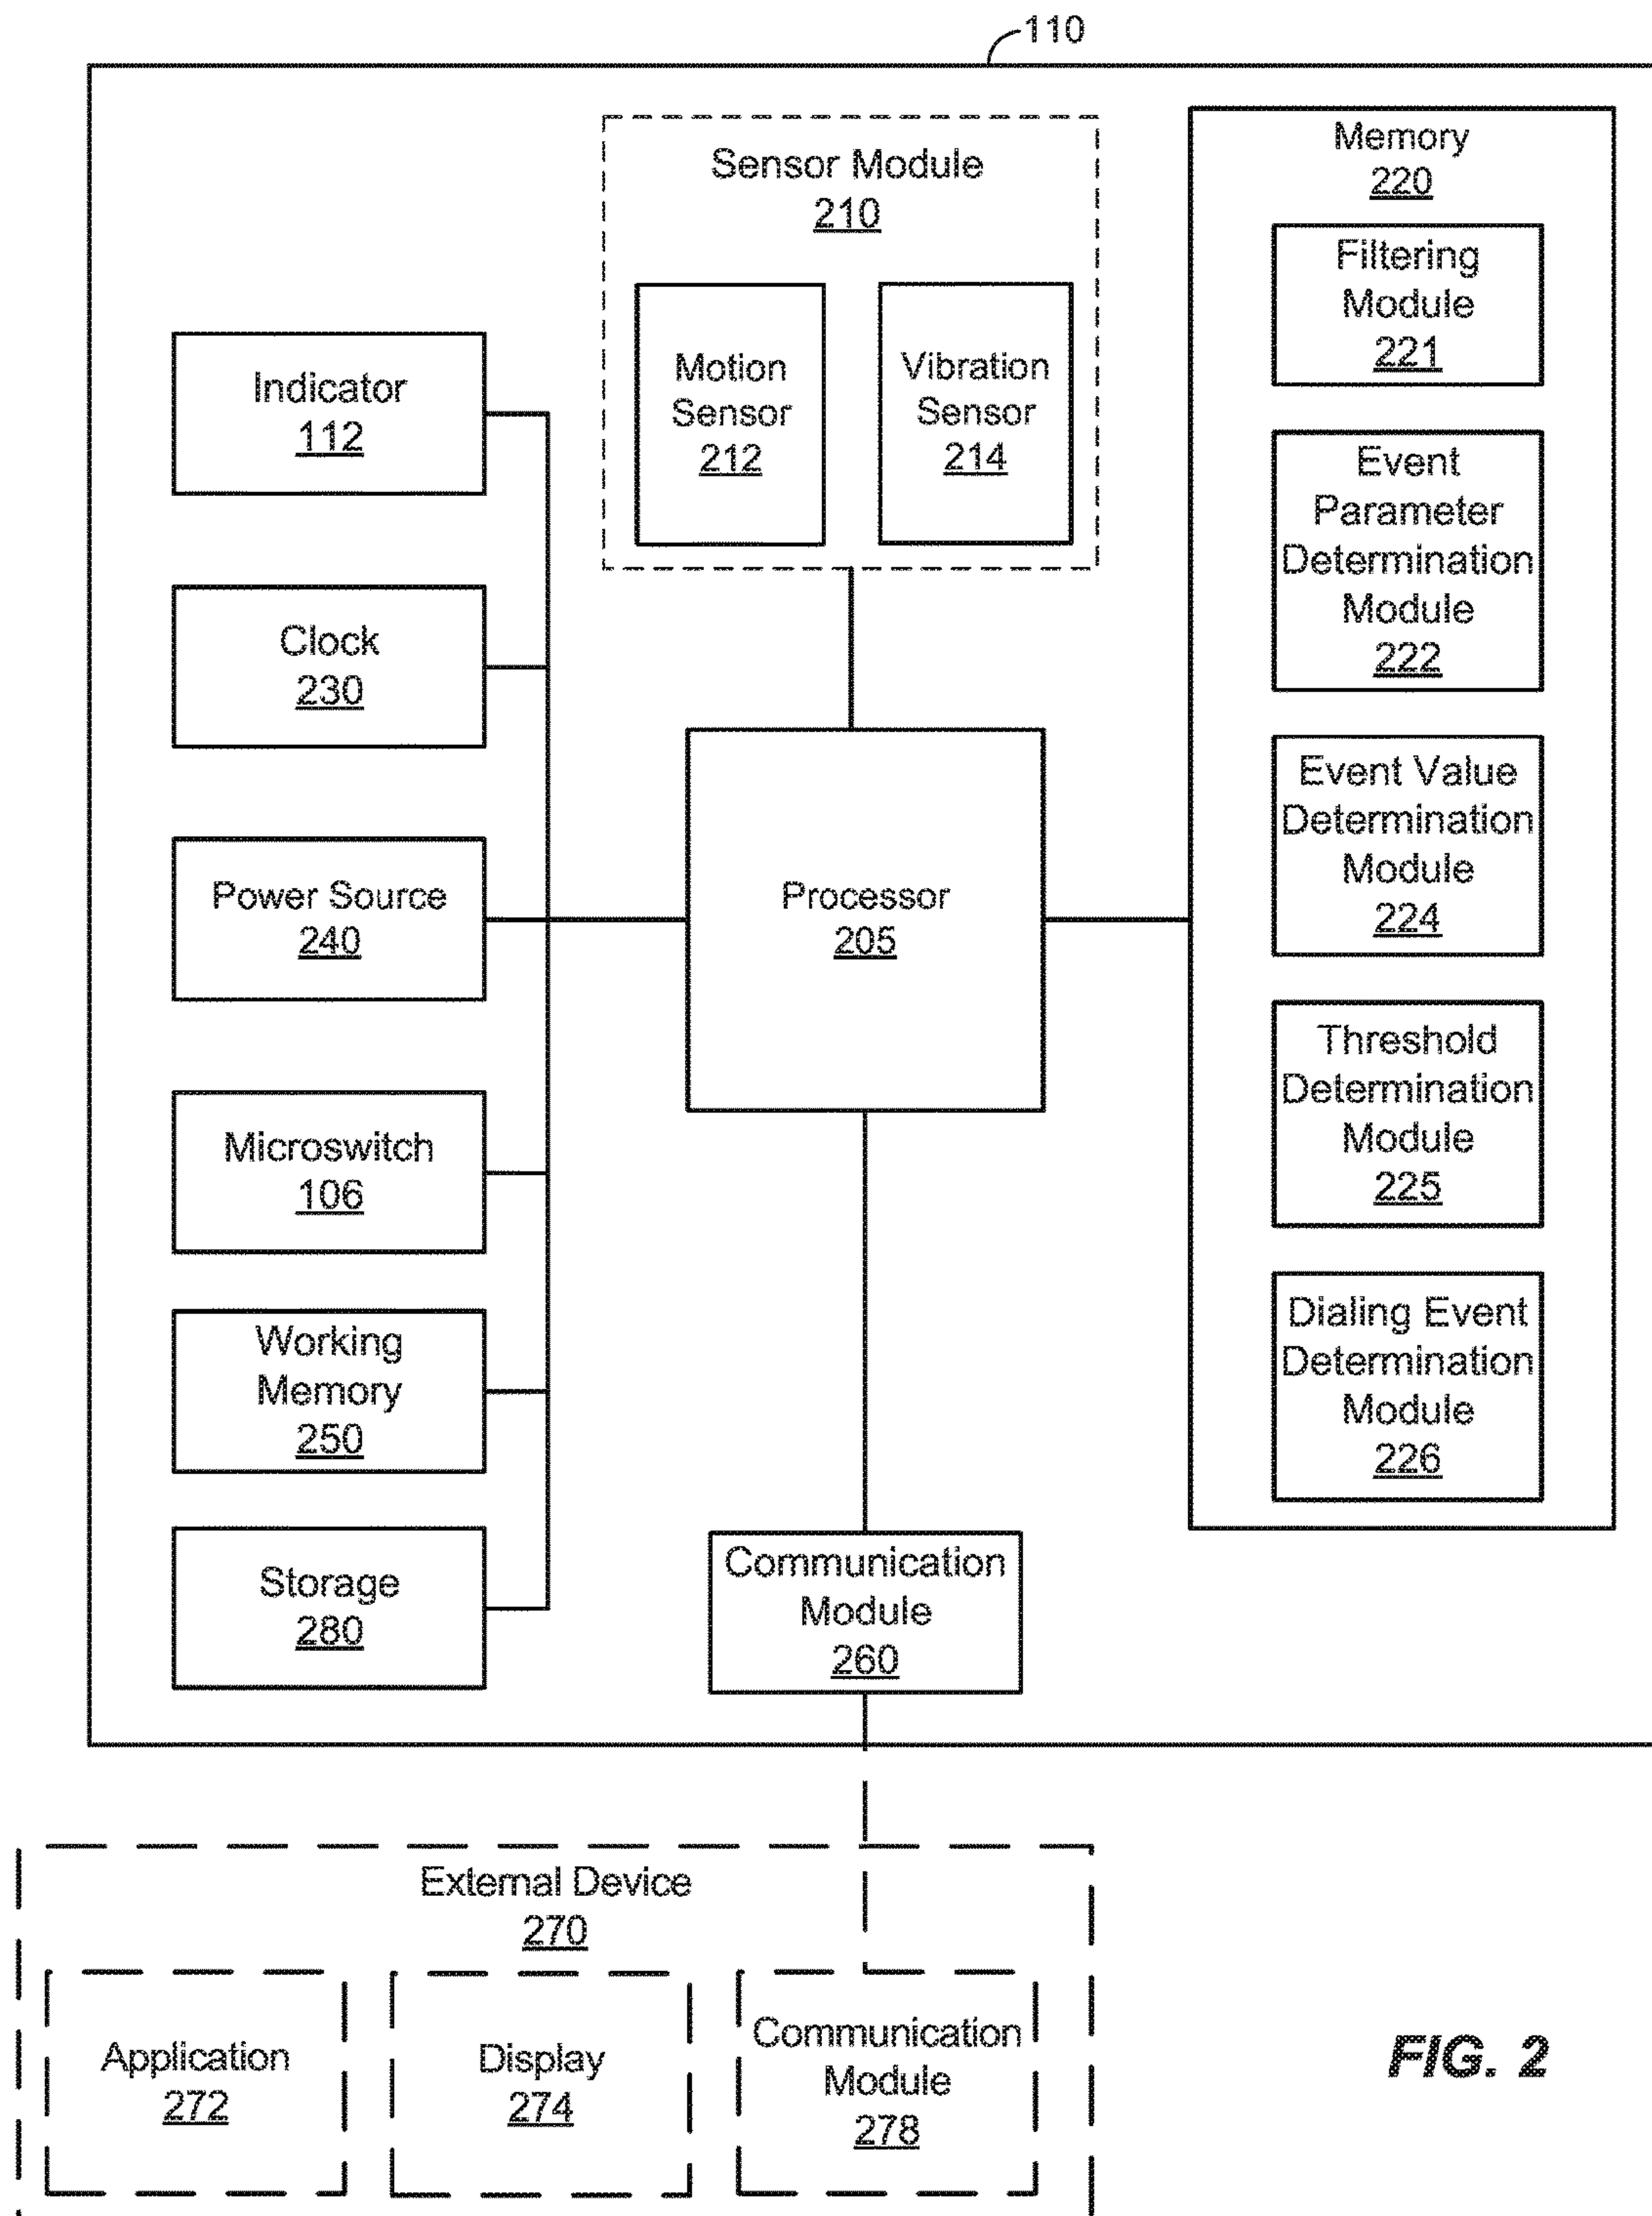 110
Sensor Module
210
Motion
Sensor
212
Vibration
Sensor
214
Memory
220
Filtering
Module
221
Event
Parameter
Determination
Module
222
Event Value
Determination
Module
224
Threshold
Determination
Module
225
Dialing Event
Determination
Module
226
Indicator
112
Clock
230
Power Source
240
Microswitch
106
Working
Memory
250
Storage
280
Processor
205
Communication
Module
260
External Device
270
Application
272
Display
274
Communication
Module
278
FIG. 2